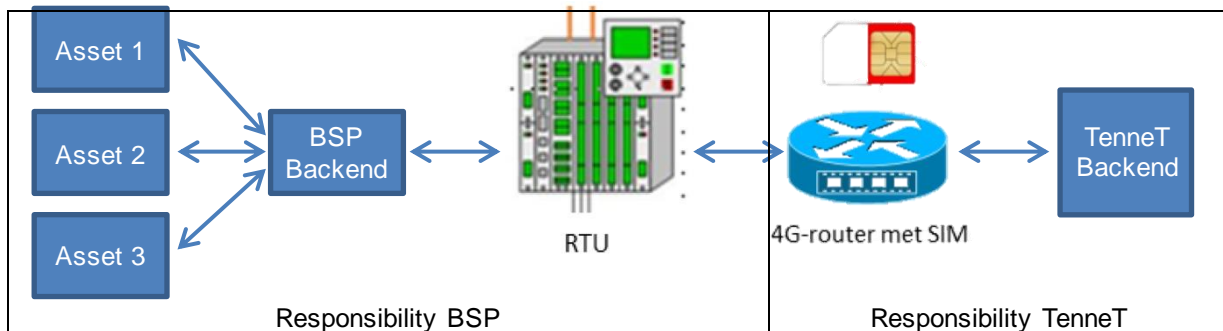 Asset 1
Asset 2
Asset 3
BSP
Backend
RTU
4G-router met SIM
TenneT
Backend
Responsibility BSP
Responsibility TenneT